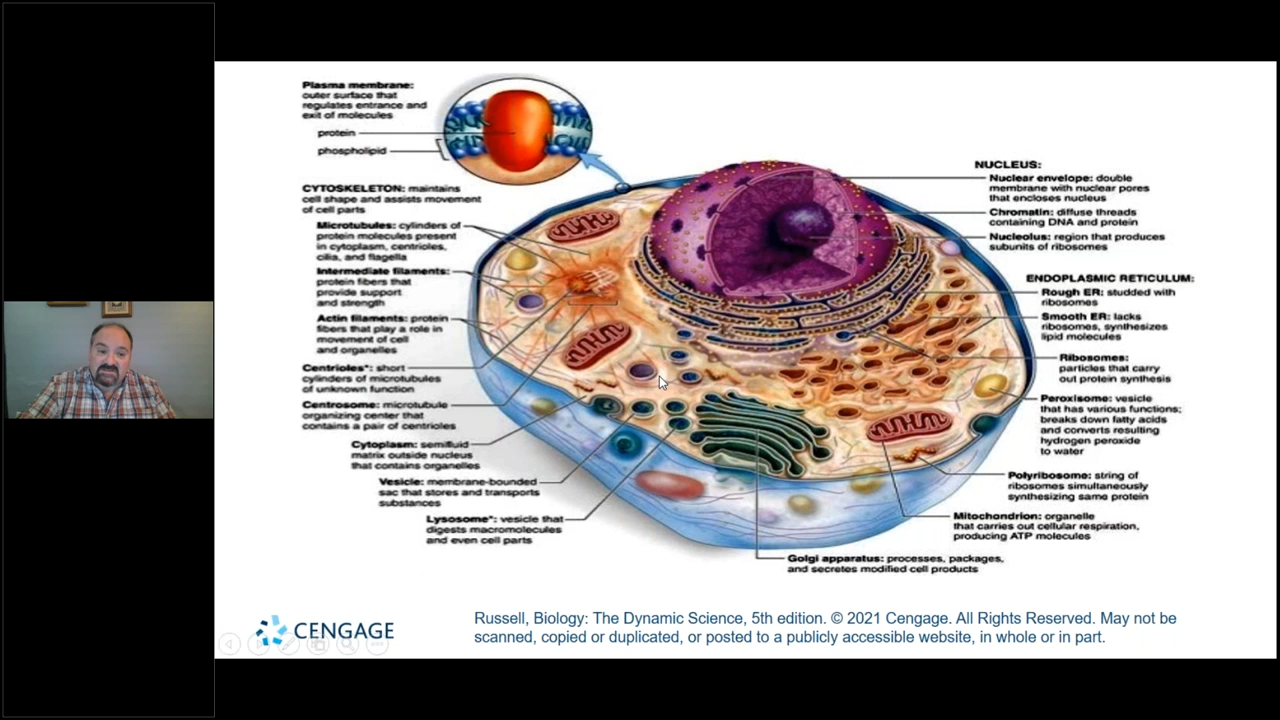 Plasma membrane:
outer surface that
regulates entrance and
exit of molecules
protein
phospholipid
CYTOSKELETON: maintains
cell shape and assists movement
of cell parts
Microtubules: cylinders of
protein molecules present
in cytoplasm, centrioles,
cilia, and flagella
Intermediate filaments:
protein fibers that
provide support
and strength
Actin filaments: protein
fibers that play a role in
movement of cell
and organelles
Centrioles*: short
cylinders of microtubules
of unknown function
Centrosome: microtubule
organizing center that
contains a pair of centrioles
Cytoplasm: semifluid
matrix outside nucleus
that contains organelles
Vesicle: membrane-bounded
sac that stores and transports
substances
Lysosome*: vesicle that
digests macromolecules
and even cell parts
NUCLEUS:
Nuclear envelope: double
membrane with nuclear pores
that encloses nucleus
Chromatin: diffuse threads
containing DNA and protein
Nucleolus: region that produces
subunits of ribosomes
ENDOPLASMIC RETICULUM:
Rough ER: studded with
ribosomes
Smooth ER: lacks
ribosomes, synthesizes
lipid molecules
Ribosomes:
particles that carry
out protein synthesis
Peroxisome: vesicle
that has various functions;
breaks down fatty acids
and converts resulting
hydrogen peroxide
to water
Polyribosome: string of
ribosomes simultaneously
synthesizing same protein
Mitochondrion: organelle
that carries out cellular respiration,
producing ATP molecules
Golgi apparatus: processes, packages,
and secretes modified cell products
CENGAGE
Russell, Biology: The Dynamic Science, 5th edition. © 2021 Cengage. All Rights Reserved. May not be
scanned, copied or duplicated, or posted to a publicly accessible website, in whole or in part.